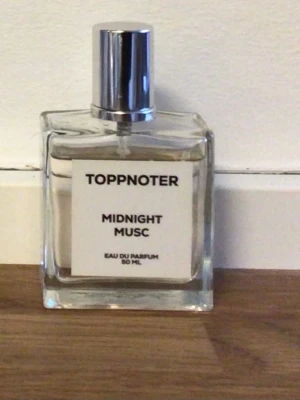 TOPPNOTER
MIDNIGHT
MUSC
EAU DU PARFUM
50 ML